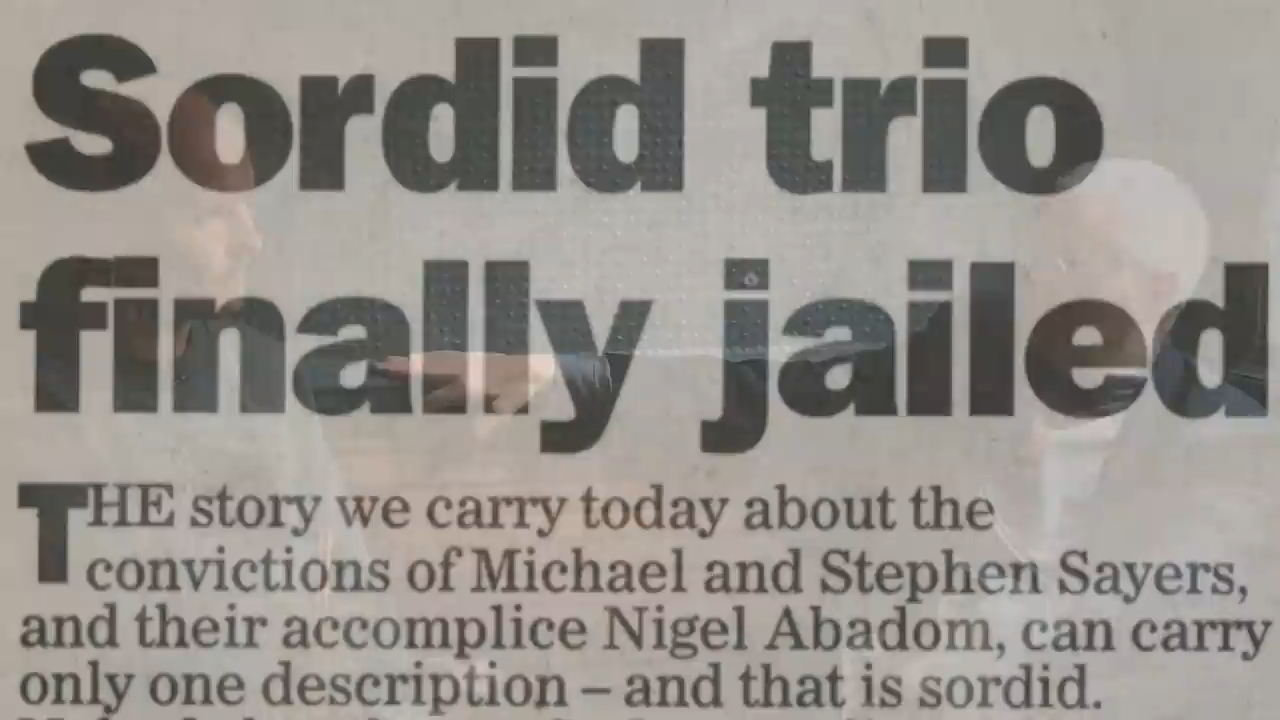 Sordid trio
finally jailed
THE story we carry today about the
convictions of Michael and Stephen Sayers,
and their accomplice Nigel Abadom, can carry
only one description – and that is sordid.